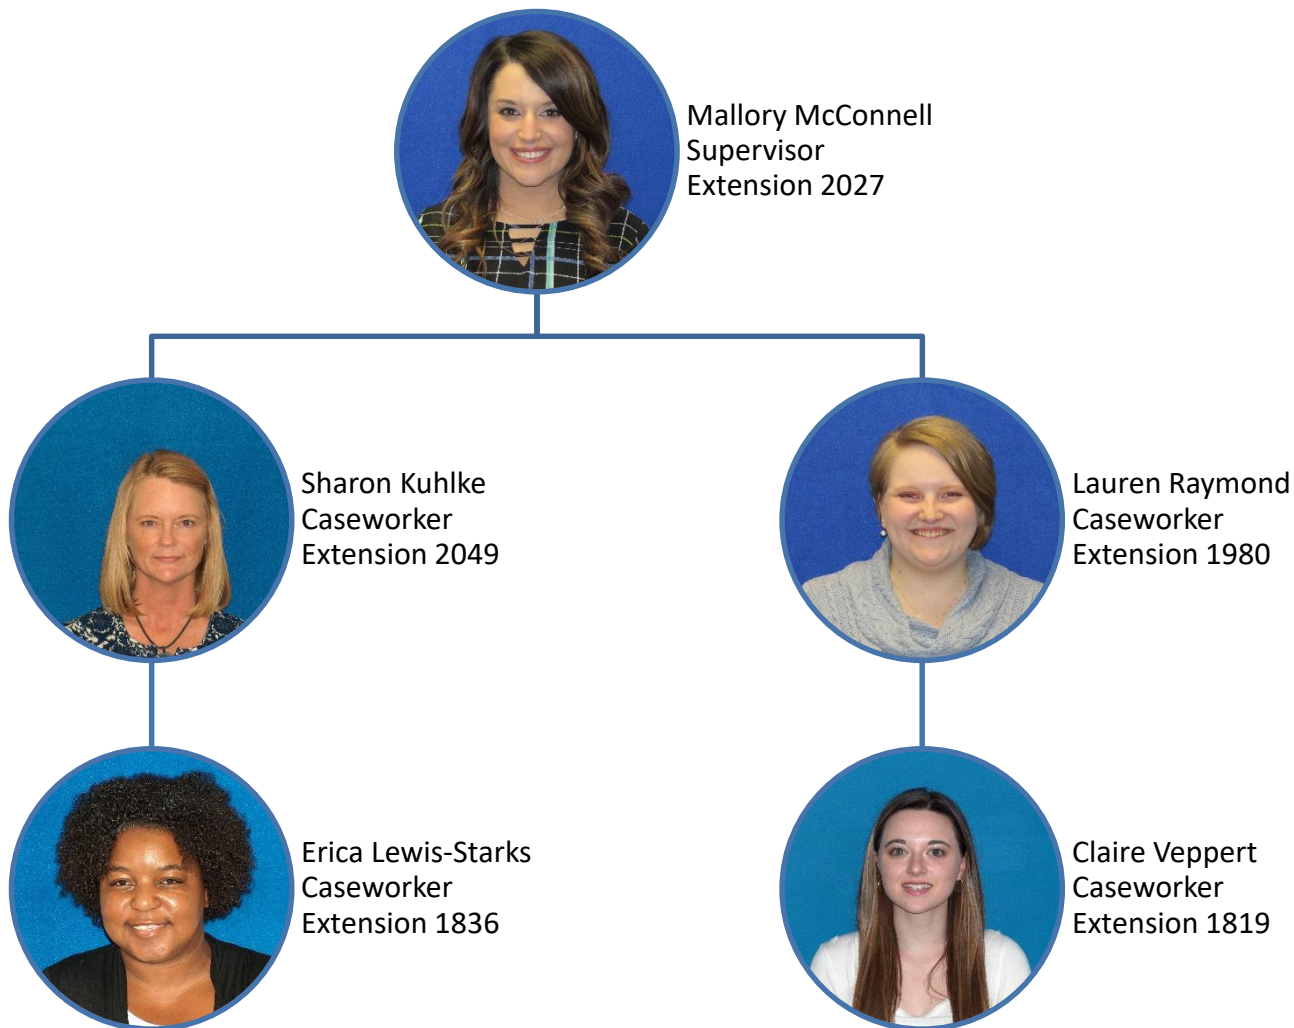 Mallory McConnell
Supervisor
Extension 2027
Sharon Kuhlke
Caseworker
Extension 2049
Lauren Raymond
Caseworker
Extension 1980
Erica Lewis-Starks
Caseworker
Extension 1836
Claire Veppert
Caseworker
Extension 1819